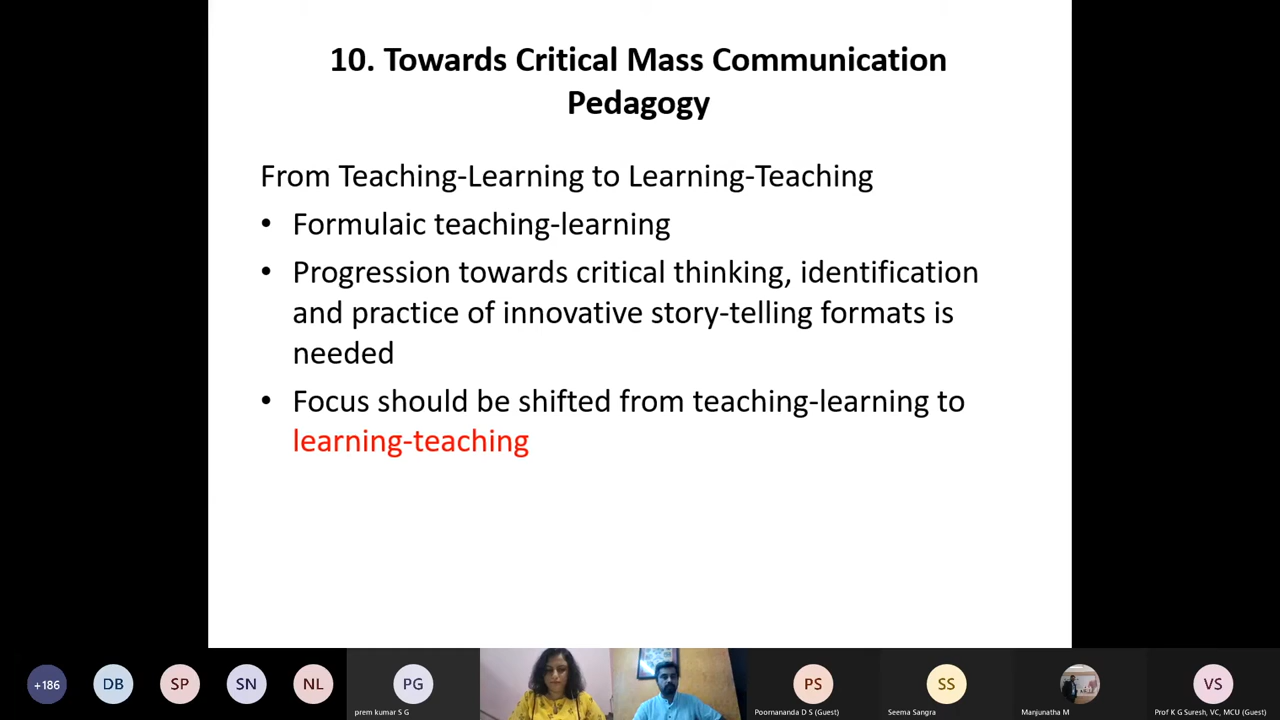 10. Towards Critical Mass Communication
Pedagogy
From Teaching-Learning to Learning-Teaching
• Formulaic teaching-learning
• Progression towards critical thinking, identification
and practice of innovative story-telling formats is
needed
• Focus should be shifted from teaching-learning to
learning-teaching
+186
DB
SP
SN
NL
PG
PS
SS
VS
prem kumar S G
Poornananda D S (Guest)
Seema Sangra
Manjunatha M
Prof K G Suresh, VC, MCU (Guest)